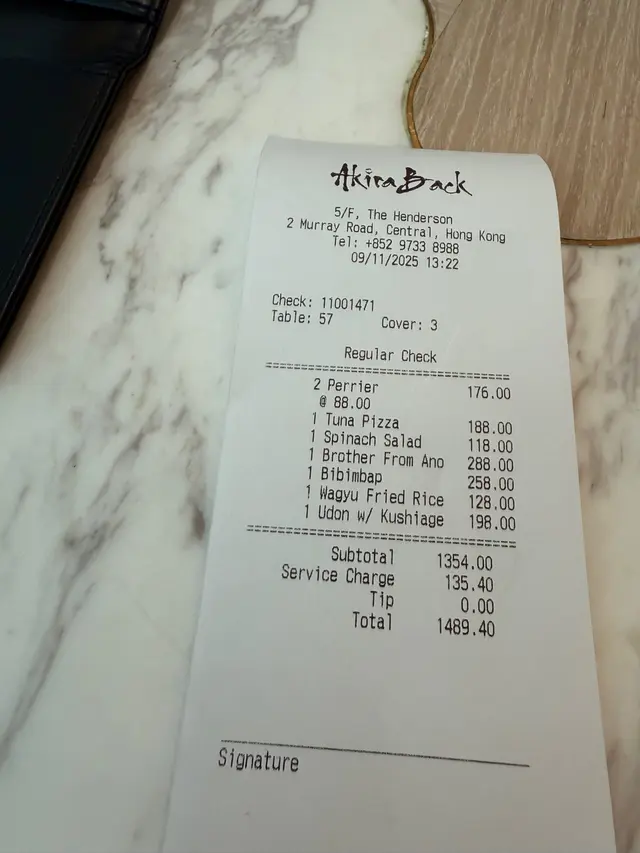 Akira Back
5/F, The Henderson
2 Murray Road, Central, Hong Kong
Tel: +852 9733 8988
09/11/2025 13:22
Check: 11001471
Table: 57 Cover: 3
Regular Check
==========================================
2 Perrier 176.00
@ 88.00
1 Tuna Pizza 188.00
1 Spinach Salad 118.00
1 Brother From Ano 288.00
1 Bibimbap 258.00
1 Wagyu Fried Rice 128.00
1 Udon w/ Kushiage 198.00
==========================================
Subtotal 1354.00
Service Charge 135.40
Tip 0.00
Total 1489.40
Signature